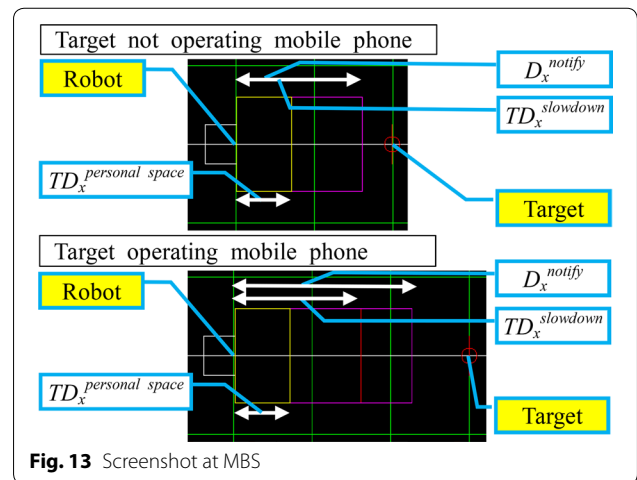 Target not operating mobile phone
Robot
D_x^{notify}
TD_x^{slowdown}
TD_x^{personal space}
Target
Target operating mobile phone
Robot
D_x^{notify}
TD_x^{slowdown}
TD_x^{personal space}
Target
Fig. 13 Screenshot at MBS